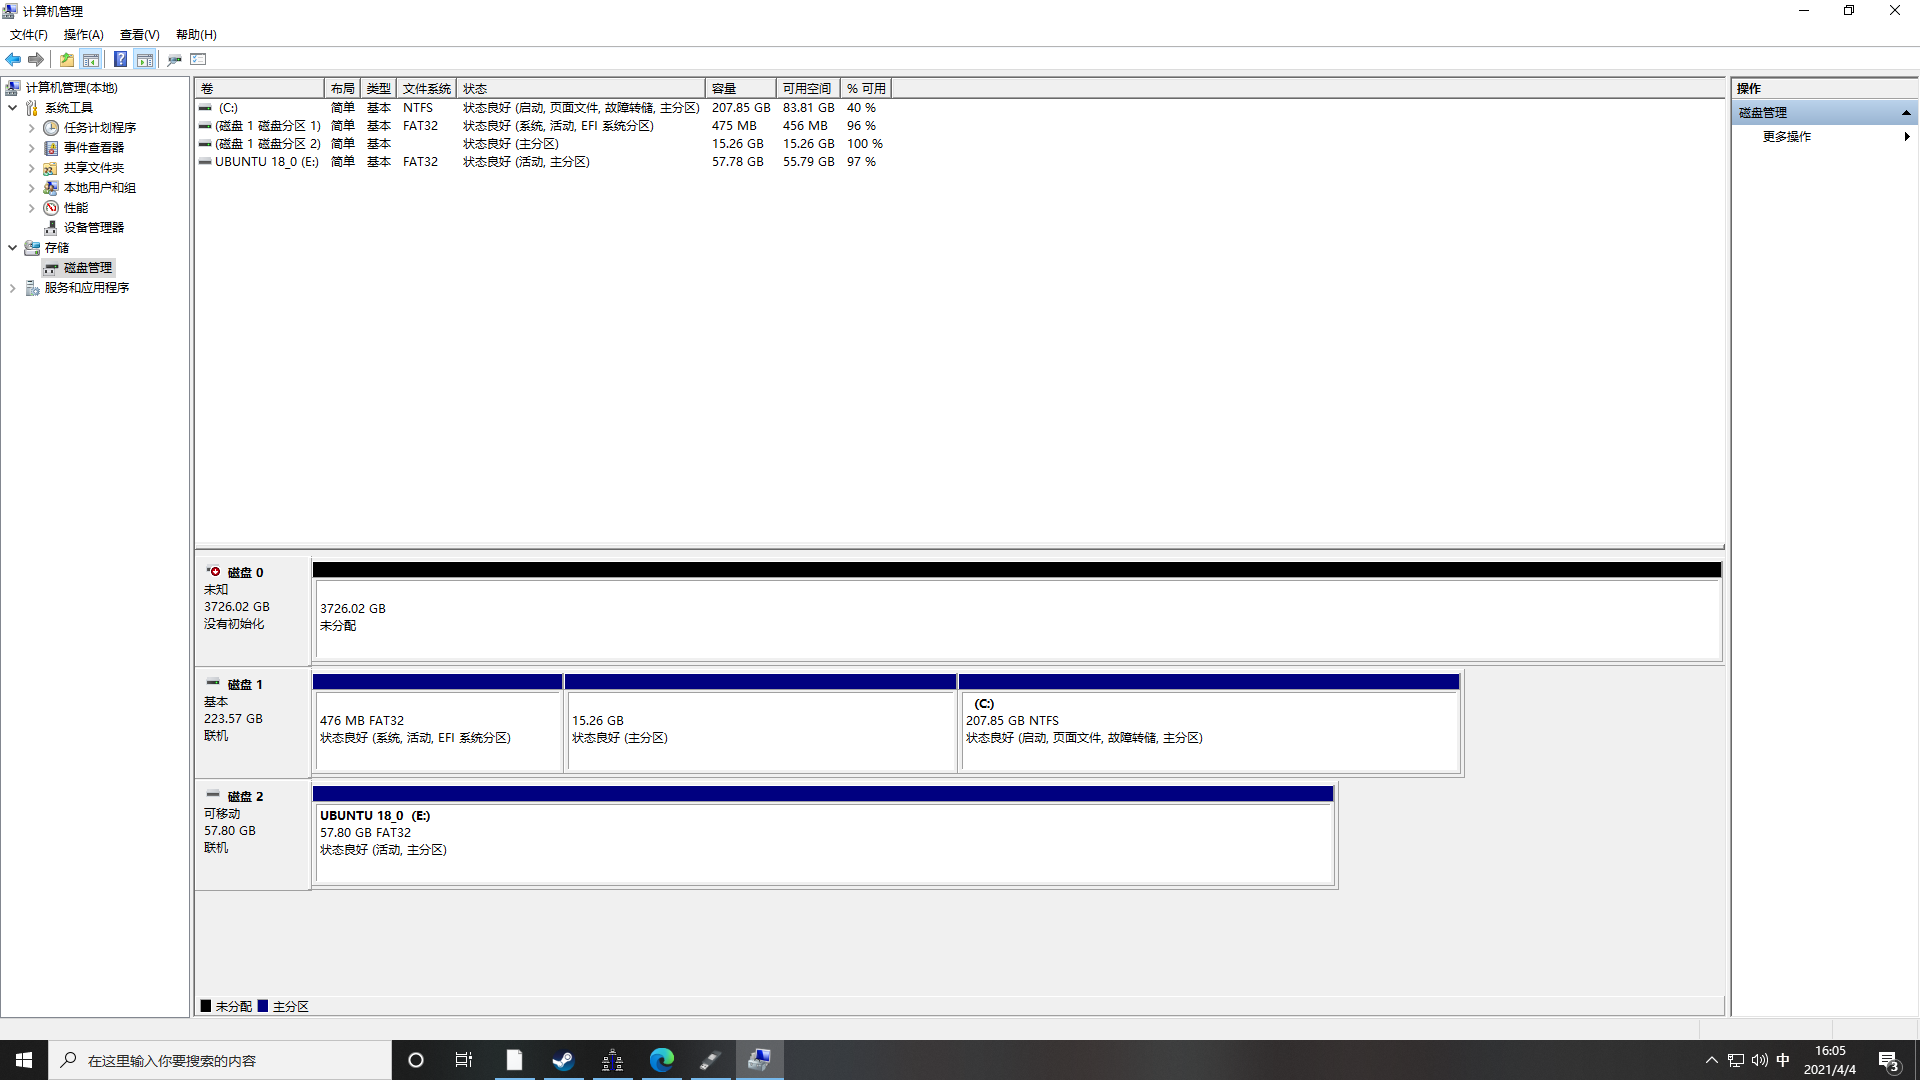 计算机管理
文件(F) 操作(A) 查看(V) 帮助(H)
计算机管理(本地)
系统工具
任务计划程序
事件查看器
共享文件夹
本地用户和组
性能
设备管理器
存储
磁盘管理
服务和应用程序
卷 布局 类型 文件系统 状态 容量 可用空间 % 可用
(C:) 简单 基本 NTFS 状态良好 (启动, 页面文件, 故障转储, 主分区) 207.85 GB 83.81 GB 40 %
(磁盘 1 磁盘分区 1) 简单 基本 FAT32 状态良好 (系统, 活动, EFI 系统分区) 475 MB 456 MB 96 %
(磁盘 1 磁盘分区 2) 简单 基本 状态良好 (主分区) 15.26 GB 15.26 GB 100 %
UBUNTU 18_0 (E:) 简单 基本 FAT32 状态良好 (活动, 主分区) 57.78 GB 55.79 GB 97 %
操作
磁盘管理
更多操作
磁盘 0
未知
3726.02 GB
没有初始化
3726.02 GB
未分配
磁盘 1
基本
223.57 GB
联机
476 MB FAT32
状态良好 (系统, 活动, EFI 系统分区)
15.26 GB
状态良好 (主分区)
(C:)
207.85 GB NTFS
状态良好 (启动, 页面文件, 故障转储, 主分区)
磁盘 2
可移动
57.80 GB
联机
UBUNTU 18_0 (E:)
57.80 GB FAT32
状态良好 (活动, 主分区)
未分配 主分区
在这里输入你要搜索的内容
中
16:05
2021/4/4
3